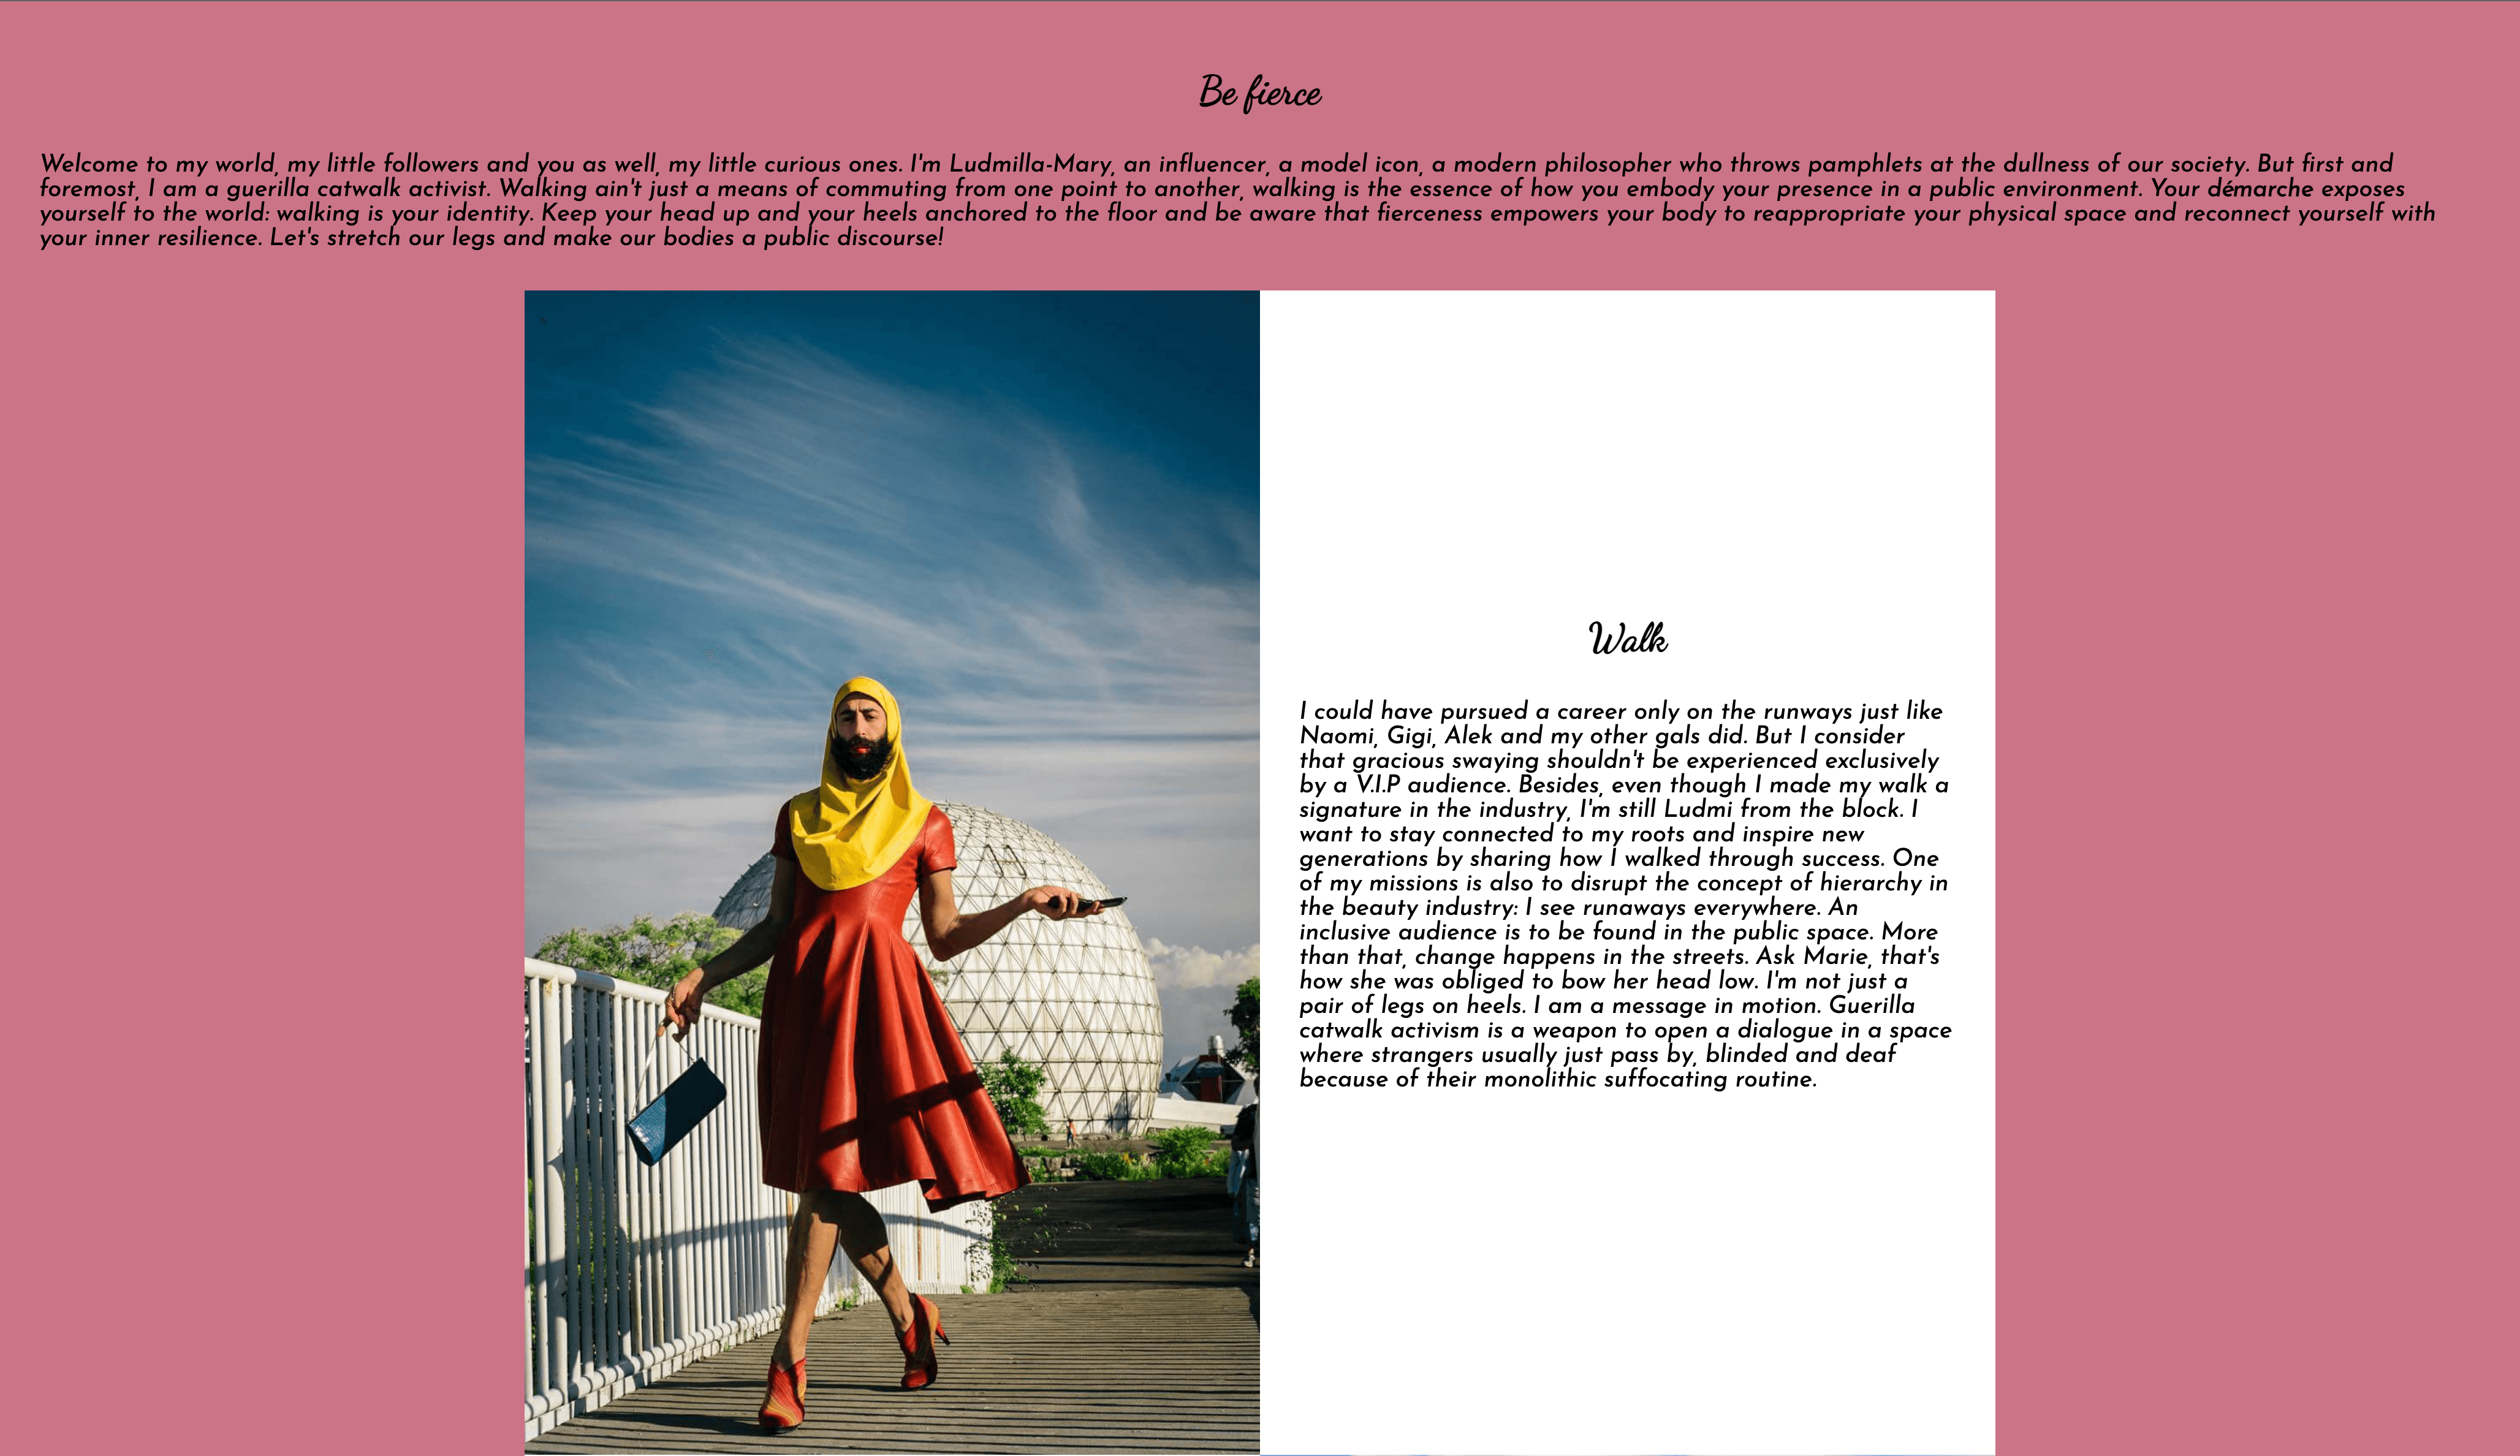 Be fierce
Welcome to my world, my little followers and you as well, my little curious ones. I'm Ludmilla-Mary, an influencer, a model icon, a modern philosopher who throws pamphlets at the dullness of our society. But first and
foremost, I am a guerilla catwalk activist. Walking ain't just a means of commuting from one point to another, walking is the essence of how you embody your presence in a public environment. Your démarche exposes
yourself to the world: walking is your identity. Keep your head up and your heels anchored to the floor and be aware that fierceness empowers your body to reappropriate your physical space and reconnect yourself with
your inner resilience. Let's stretch our legs and make our bodies a public discourse!
Walk
I could have pursued a career only on the runways just like
Naomi, Gigi, Alek and my other gals did. But I consider
that gracious swaying shouldn't be experienced exclusively
by a V.I.P audience. Besides, even though I made my walk a
signature in the industry, I'm still Ludmi from the block. I
want to stay connected to my roots and inspire new
generations by sharing how I walked through success. One
of my missions is also to disrupt the concept of hierarchy in
the beauty industry: I see runaways everywhere. An
inclusive audience is to be found in the public space. More
than that, change happens in the streets. Ask Marie, that's
how she was obliged to bow her head low. I'm not just a
pair of legs on heels. I am a message in motion. Guerilla
catwalk activism is a weapon to open a dialogue in a space
where strangers usually just pass by, blinded and deaf
because of their monolithic suffocating routine.